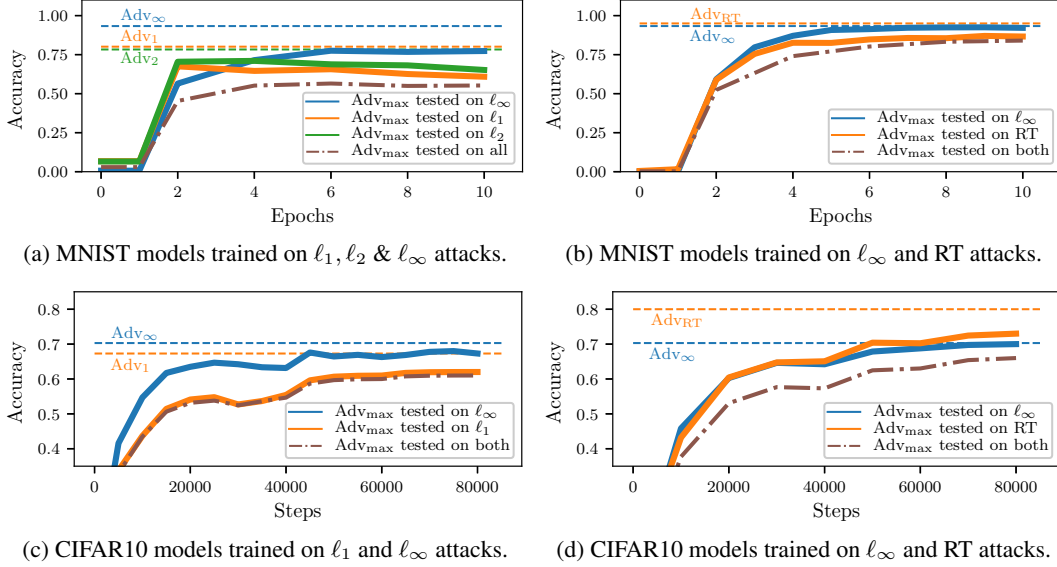 Accuracy
1.00
0.75
0.50
0.25
0.00
Adv∞
Adv₁
Adv₂
Advmax tested on ℓ∞
Advmax tested on ℓ₁
Advmax tested on ℓ₂
Advmax tested on all
0 2 4 6 8 10
Epochs
(a) MNIST models trained on ℓ₁, ℓ₂ & ℓ∞ attacks.
Accuracy
1.00
0.75
0.50
0.25
0.00
AdvRT
Adv∞
Advmax tested on ℓ∞
Advmax tested on RT
Advmax tested on both
0 2 4 6 8 10
Epochs
(b) MNIST models trained on ℓ∞ and RT attacks.
Accuracy
0.8
0.7
0.6
0.5
0.4
Adv∞
Adv₁
Advmax tested on ℓ∞
Advmax tested on ℓ₁
Advmax tested on both
0 20000 40000 60000 80000
Steps
(c) CIFAR10 models trained on ℓ₁ and ℓ∞ attacks.
Accuracy
0.8
0.7
0.6
0.5
0.4
AdvRT
Adv∞
Advmax tested on ℓ∞
Advmax tested on RT
Advmax tested on both
0 20000 40000 60000 80000
Steps
(d) CIFAR10 models trained on ℓ∞ and RT attacks.